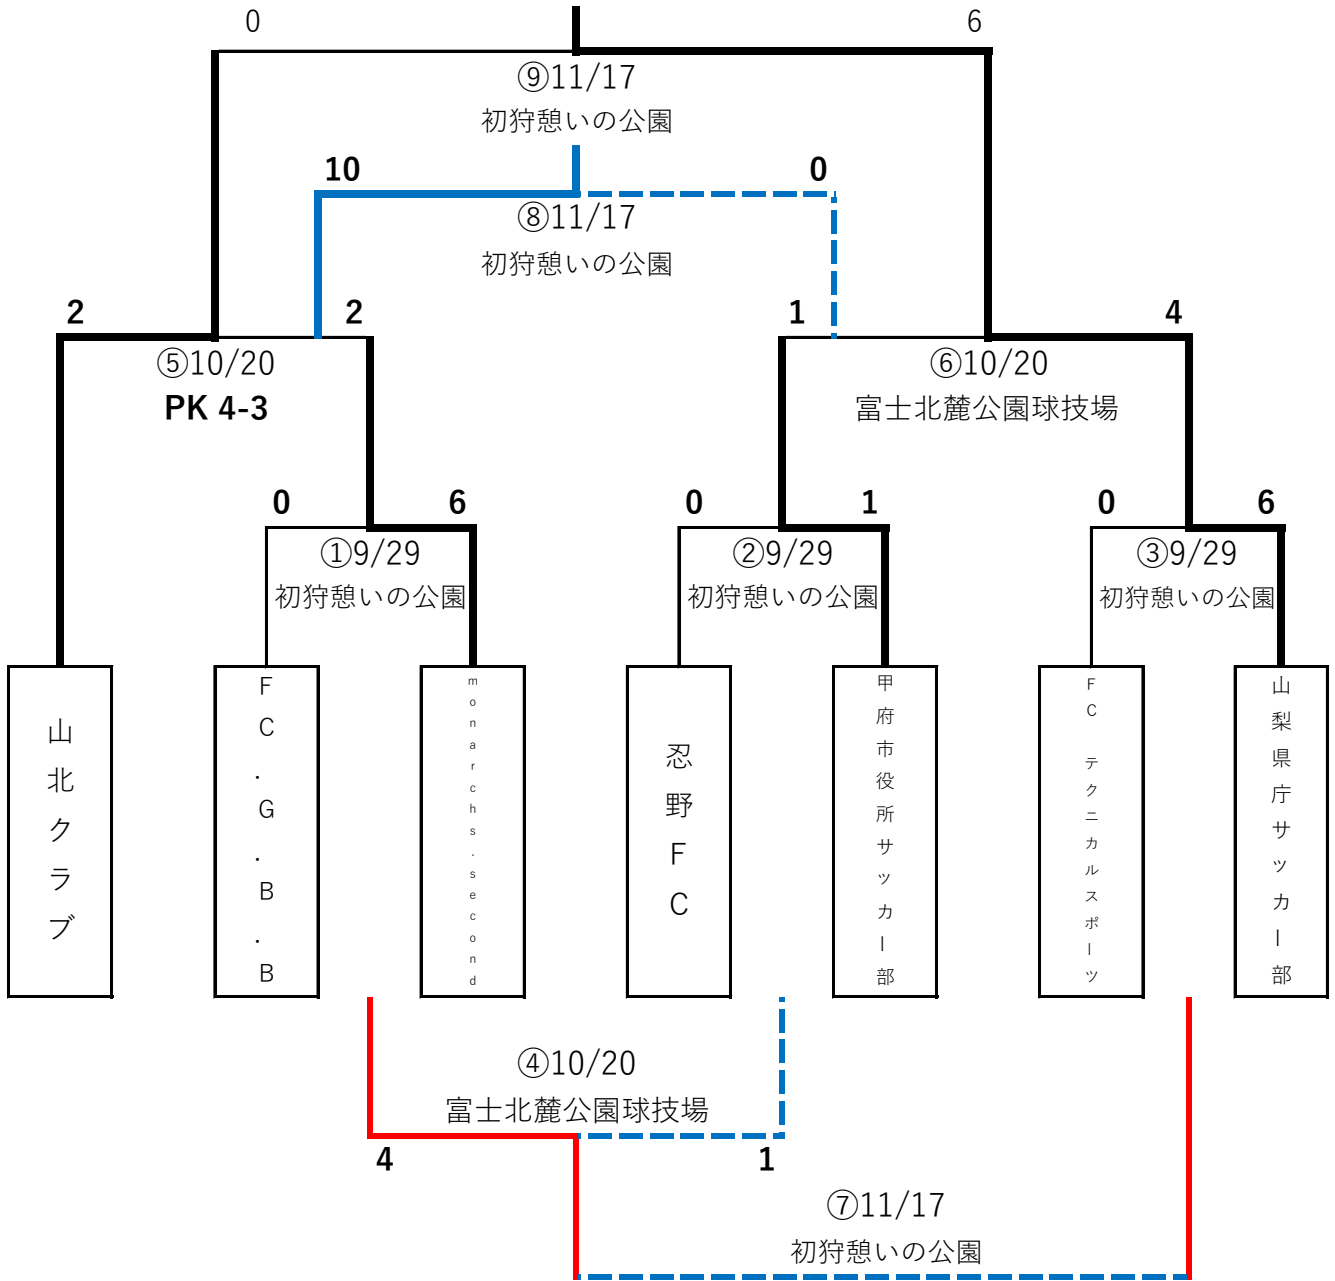 0 6
⑨11/17
初狩憩いの公園
10 0
⑧11/17
初狩憩いの公園
2 2 1 4
⑤10/20 ⑥10/20
PK 4-3 富士北麓公園球技場
0 6 0 1 0 6
①9/29 ②9/29 ③9/29
初狩憩いの公園 初狩憩いの公園 初狩憩いの公園
山北クラブ
FC.G.B.B
monarchs.second
忍野FC
甲府市役所サッカー部
FC テクニカルスポーツ
山梨県庁サッカー部
④10/20
富士北麓公園球技場
4 1
⑦11/17
初狩憩いの公園